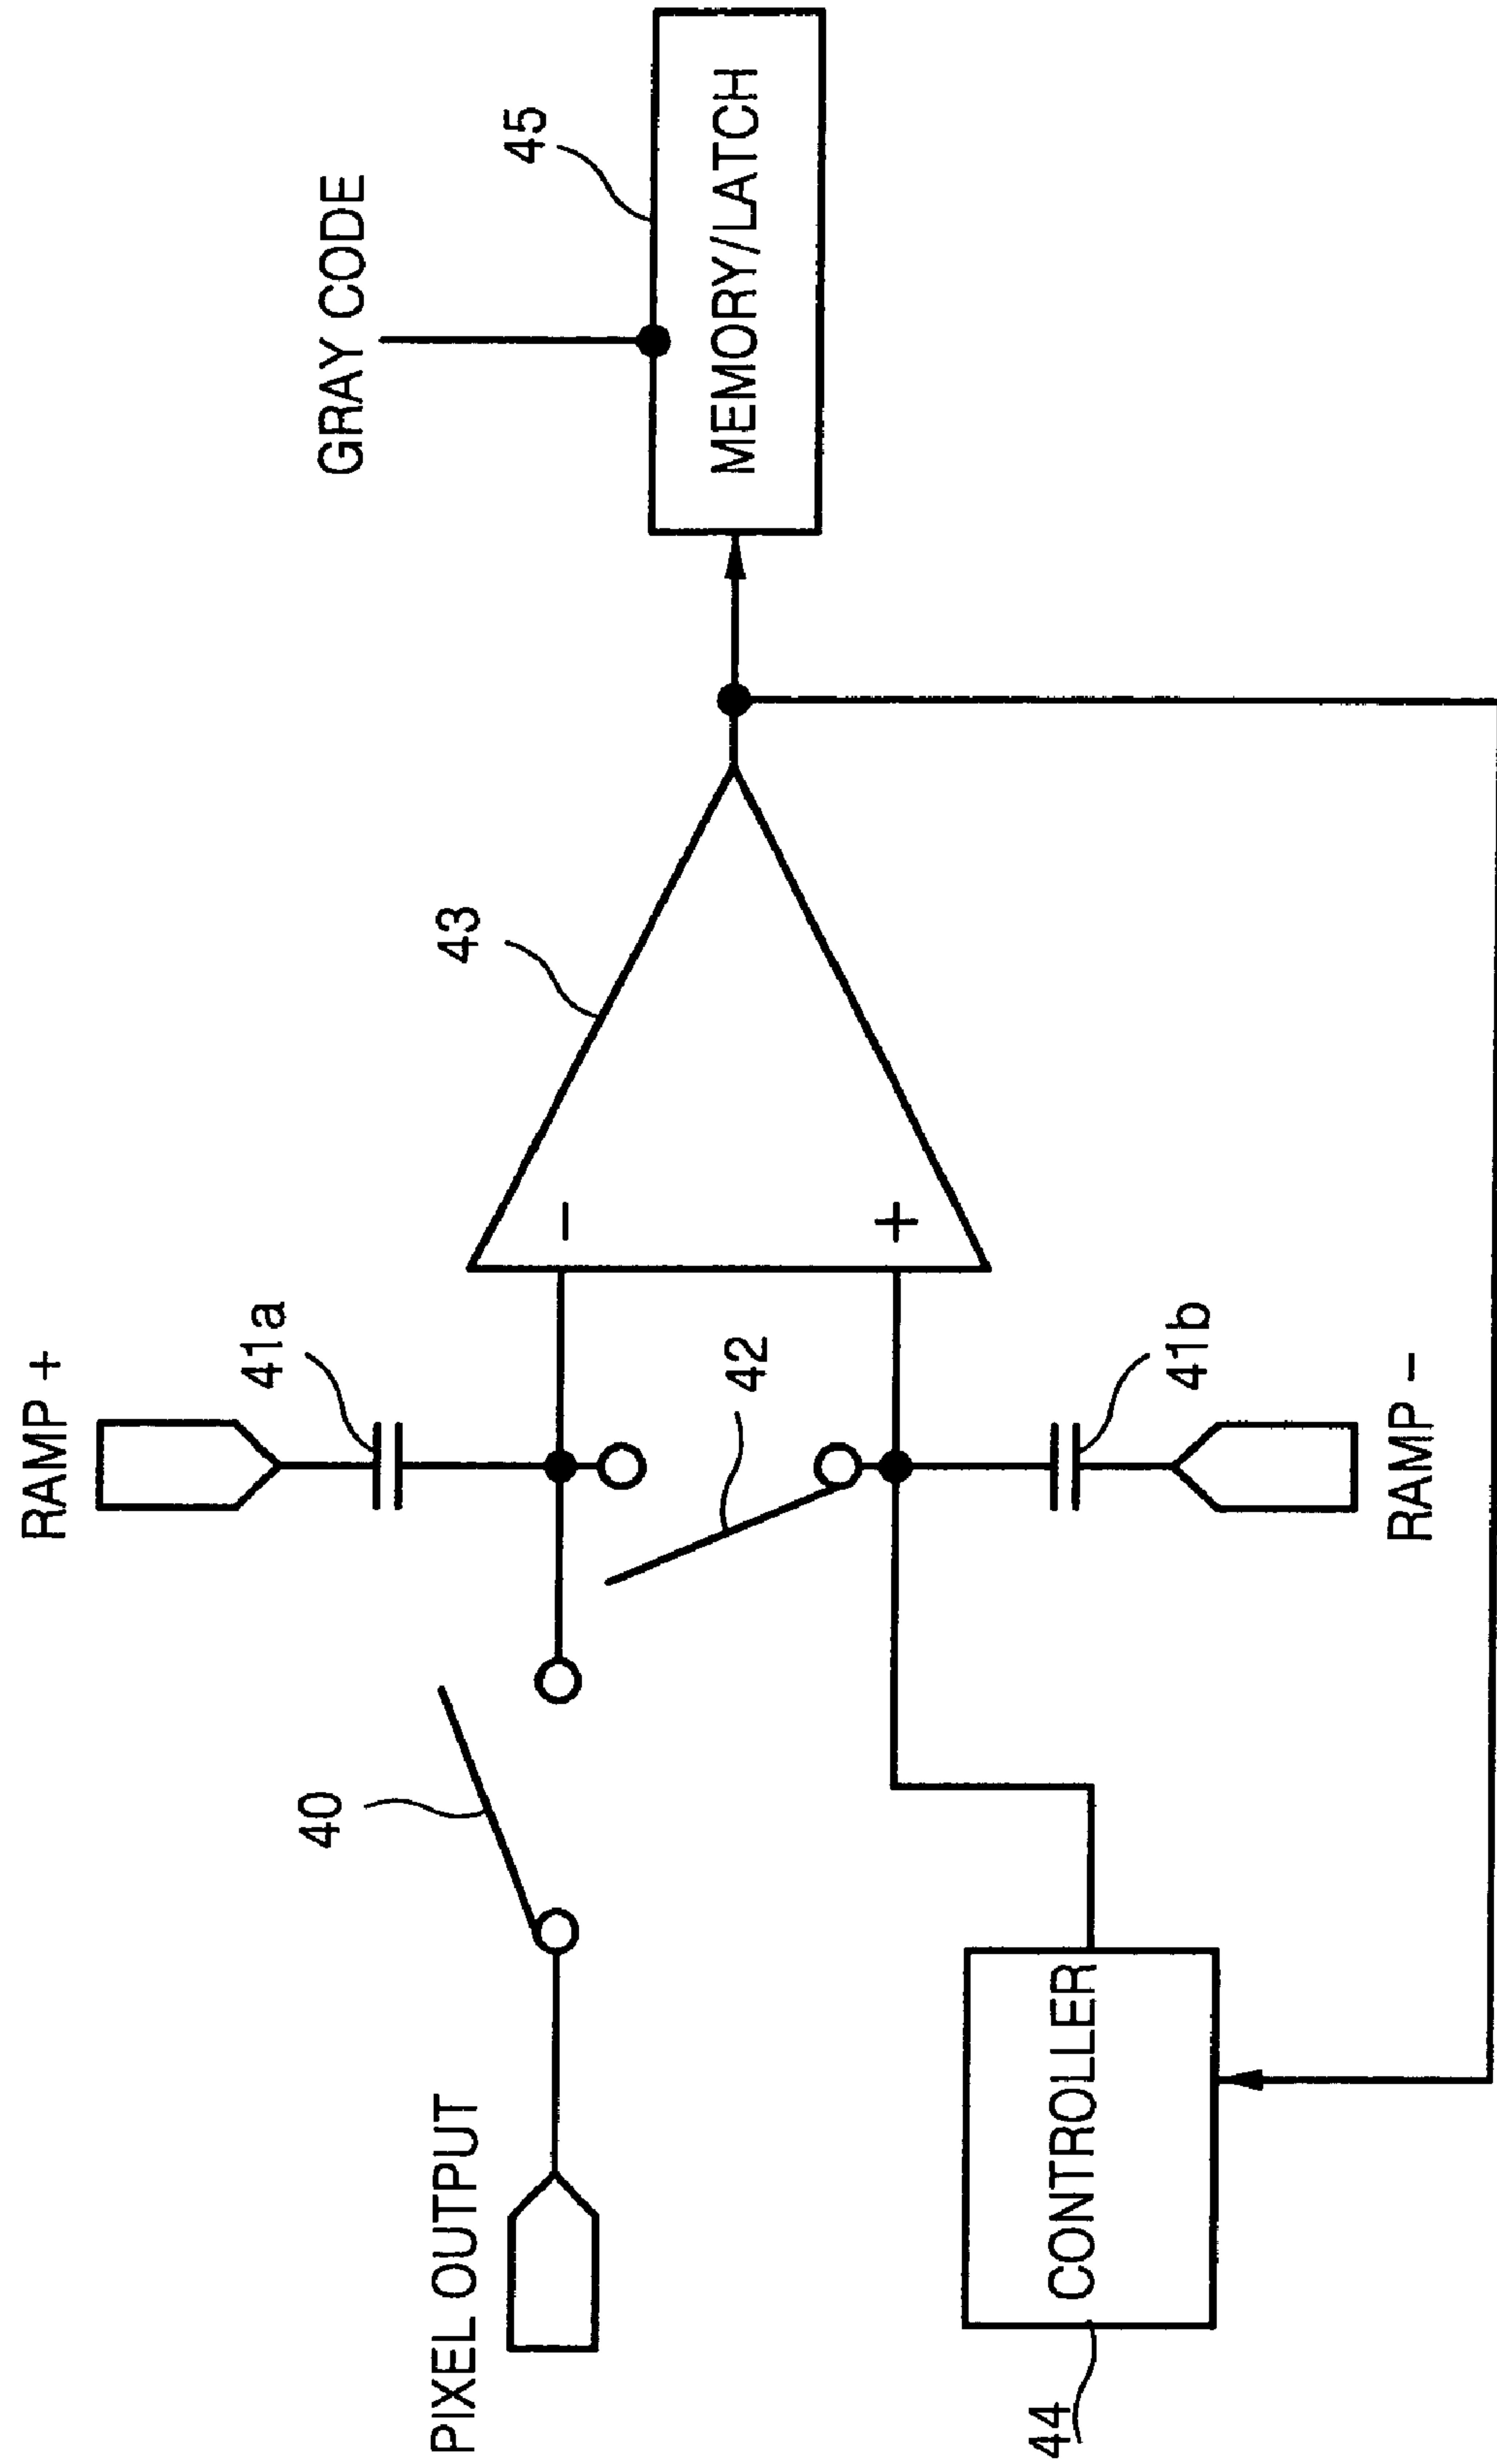 RAMP +
41a
GRAY CODE
45
43
40
PIXEL OUTPUT
−
MEMORY/LATCH
42
+
CONTROLLER
44
41b
RAMP −